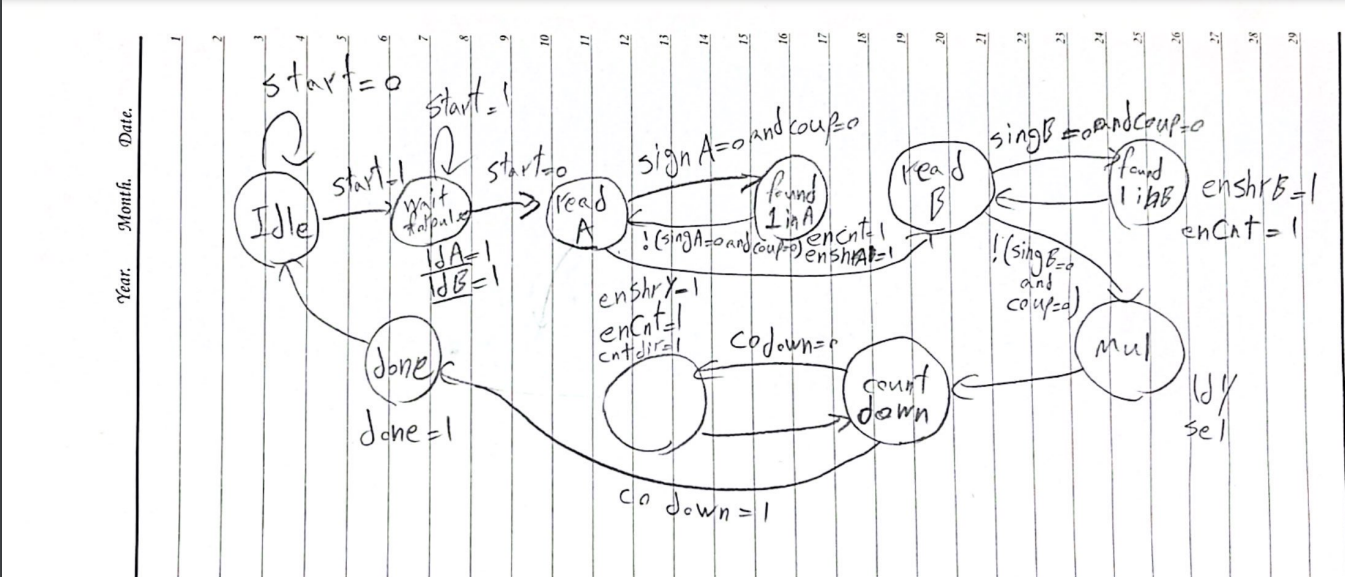 Year. Month. Date.
1 2 3 4 5 6 7 8 9 10 11 12 13 14 15 16 17 18 19 20 21 22 23 24 25 26 27 28 29
start=0
start=1
Idle
start=1
wait
ldA=1
ldB=1
start=0
read
A
sign A=0 and coup=0
found
1 in A
encnt=1
enshrA=1
!(singA=0 and coup=0)
read
B
singB=0 and coup=0
found
enshrB=1
enCnt=1
!(singB=0
and
coup=0)
Mul
ldY
sel
count
down
co down=0
enshrY=1
enCnt=1
cntdir=1
co down=1
done
done=1